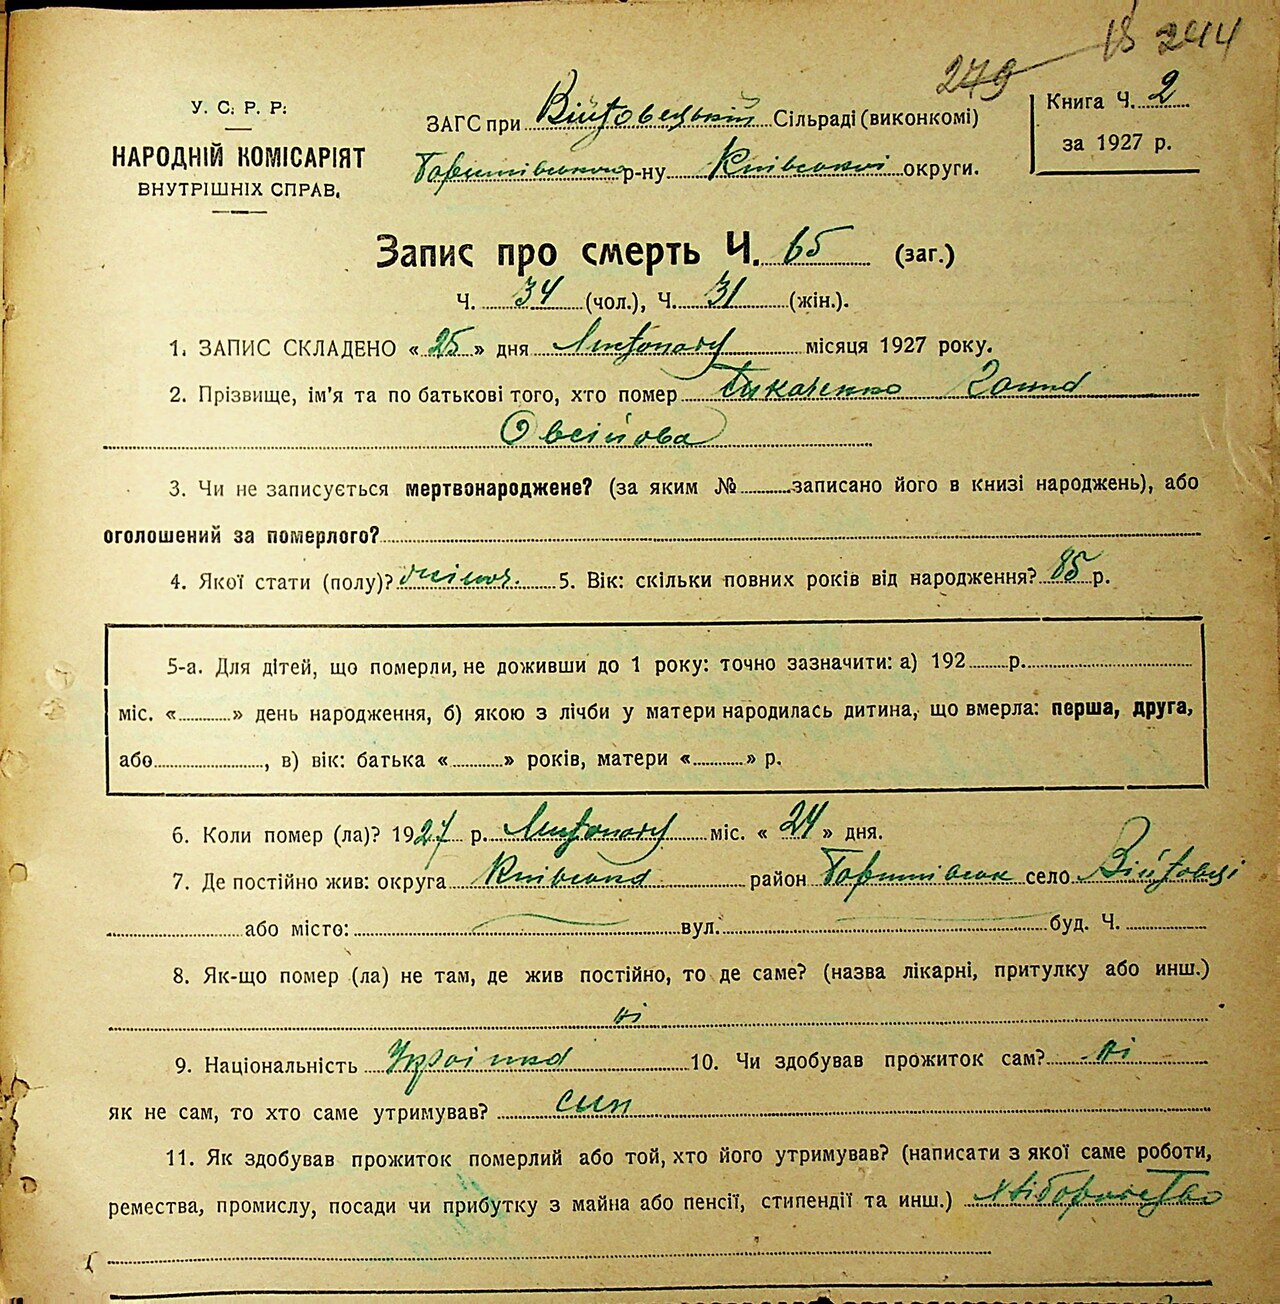 279 18 244
У. С. Р. Р.
НАРОДНІЙ КОМІСАРІЯТ
ВНУТРІШНІХ СПРАВ.
ЗАГС при Війтовецькій Сільраді (виконкомі)
Баришівського р-ну Київської округи.
Книга Ч. 2
за 1927 р.
Запис про смерть Ч. 65 (заг.)
Ч. 34 (чол.), Ч. 31 (жін.).
1. ЗАПИС СКЛАДЕНО « 25 » дня Листопаду місяця 1927 року.
2. Прізвище, ім'я та по батькові того, хто помер
Овсійова
3. Чи не записується мертвонароджене? (за яким № записано його в книзі народжень), або
оголошений за померлого?
4. Якої стати (полу)? жіноч. 5. Вік: скільки повних років від народження? 85 р.
5-а. Для дітей, що померли, не доживши до 1 року: точно зазначити: а) 192 р.
міс. « » день народження, б) якою з лічби у матери народилась дитина, що вмерла: перша, друга,
або , в) вік: батька « » років, матери « » р.
6. Коли помер (ла)? 1927 р. Листопаду міс. « 24 » дня.
7. Де постійно жив: округа Київська район Баришівськ село Війтовці
або місто: вул. буд. Ч.
8. Як-що помер (ла) не там, де жив постійно, то де саме? (назва лікарні, притулку або инш.)
ні
9. Національність Українка 10. Чи здобував прожиток сам? ні
як не сам, то хто саме утримував? син
11. Як здобував прожиток померлий або той, хто його утримував? (написати з якої саме роботи,
ремества, промислу, посади чи прибутку з майна або пенсії, стипендії та инш.) хліборобство